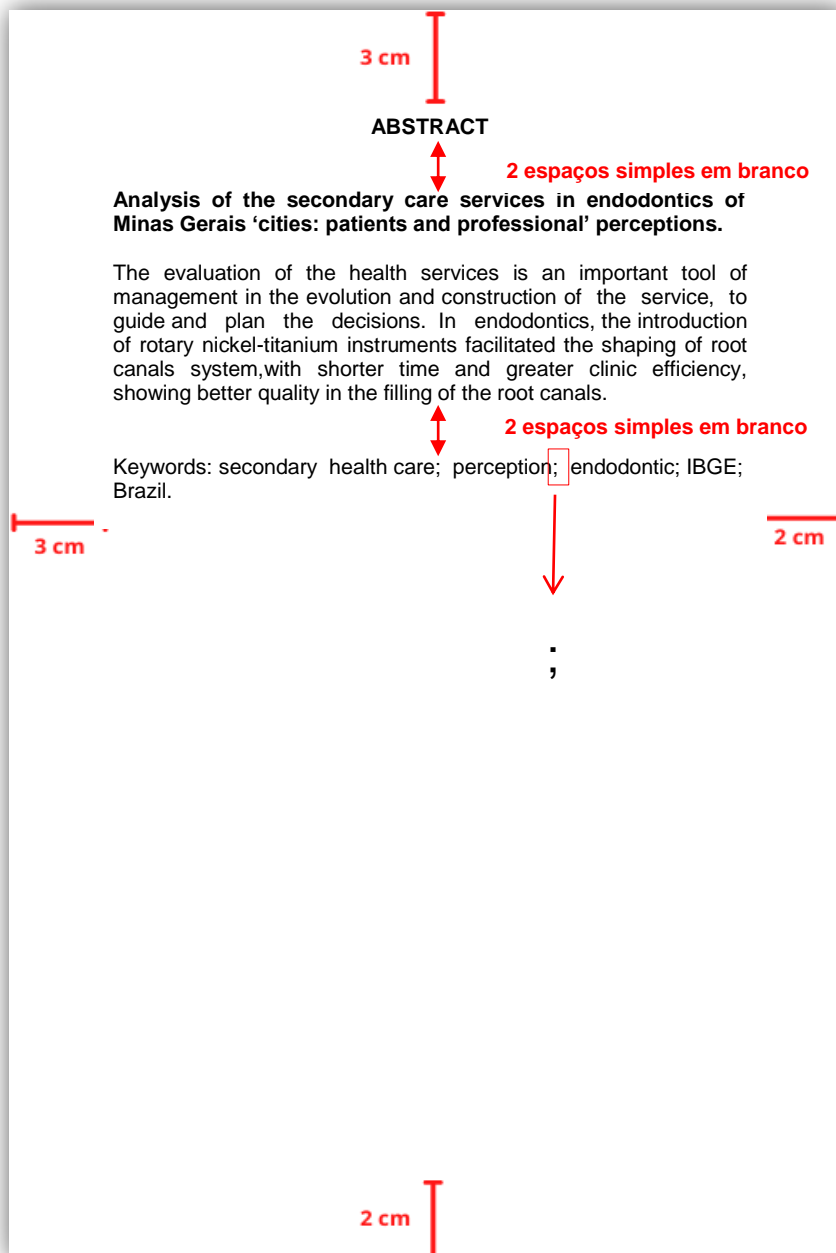 3 cm
ABSTRACT
2 espaços simples em branco
Analysis of the secondary care services in endodontics of
Minas Gerais ‘cities: patients and professional’ perceptions.
The evaluation of the health services is an important tool of
management in the evolution and construction of the service, to
guide and plan the decisions. In endodontics, the introduction
of rotary nickel-titanium instruments facilitated the shaping of root
canals system,with shorter time and greater clinic efficiency,
showing better quality in the filling of the root canals.
2 espaços simples em branco
Keywords: secondary health care; perception; endodontic; IBGE;
Brazil.
3 cm
2 cm
;
2 cm